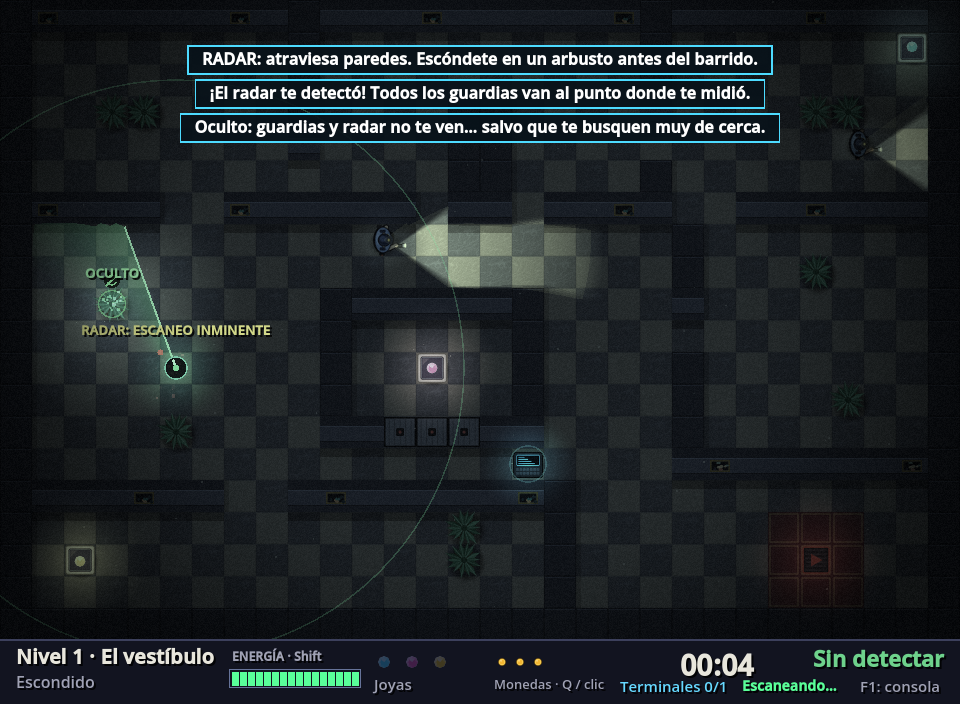 RADAR: atraviesa paredes. Escóndete en un arbusto antes del barrido.
¡El radar te detectó! Todos los guardias van al punto donde te midió.
Oculto: guardias y radar no te ven... salvo que te busquen muy de cerca.
OCULTO
RADAR: ESCANEO INMINENTE
Nivel 1 · El vestíbulo
ENERGÍA · Shift
00:04
Sin detectar
Escondido
Joyas
Monedas · Q / clic
Terminales 0/1
Escaneando...
F1: consola